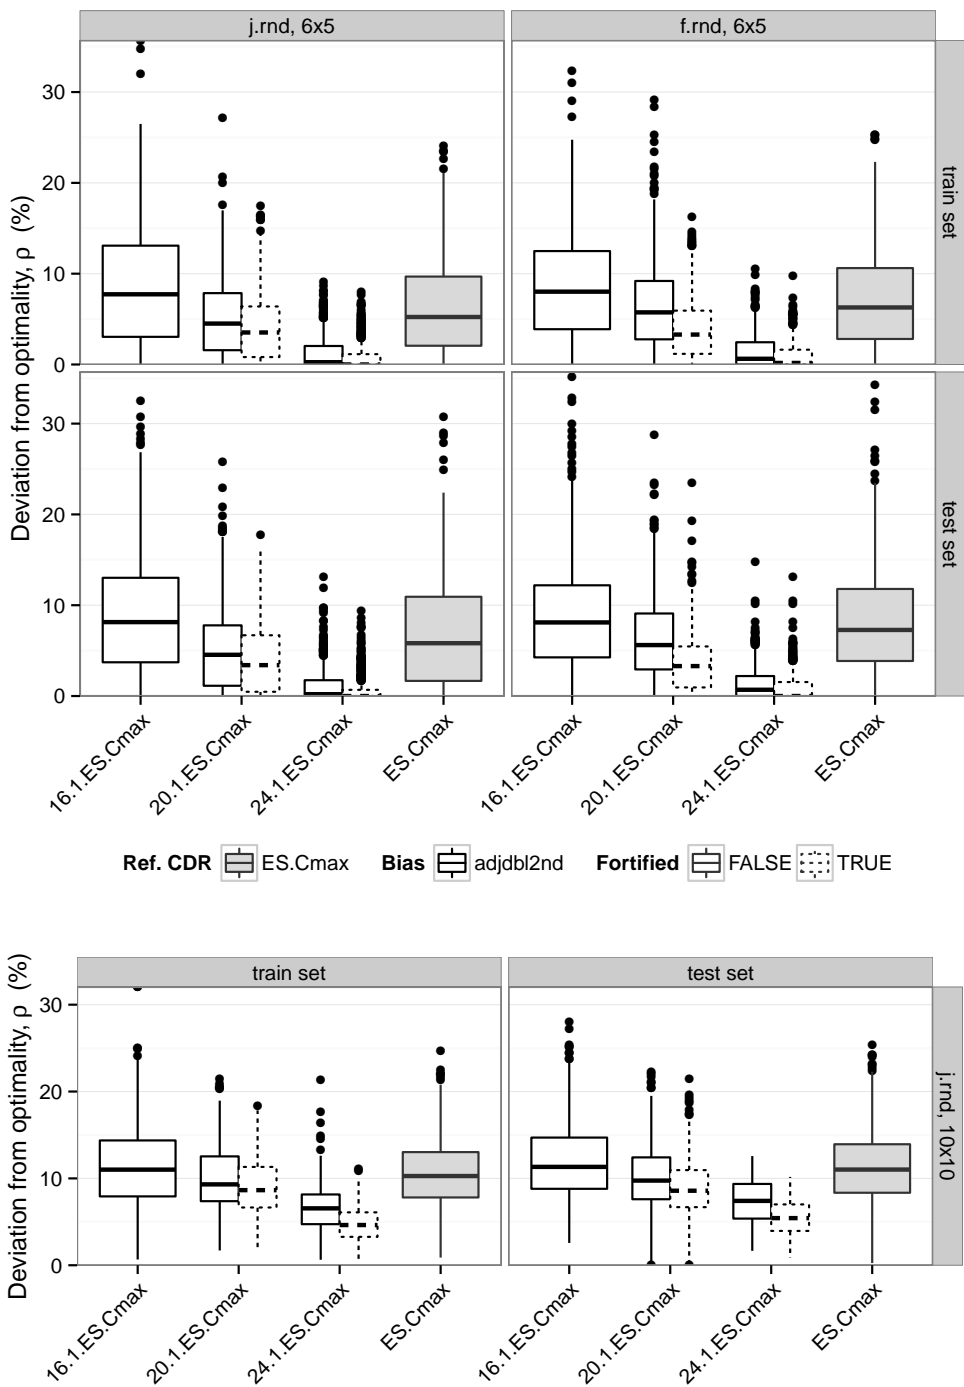 j.rnd, 6x5
f.rnd, 6x5
Deviation from optimality, ρ (%)
30
20
10
0
train set
30
20
10
0
test set
16.1.ES.Cmax
20.1.ES.Cmax
24.1.ES.Cmax
ES.Cmax
16.1.ES.Cmax
20.1.ES.Cmax
24.1.ES.Cmax
ES.Cmax
Ref. CDR ES.Cmax Bias adjdbl2nd Fortified FALSE TRUE
train set
test set
Deviation from optimality, ρ (%)
30
20
10
0
j.rnd, 10x10
16.1.ES.Cmax
20.1.ES.Cmax
24.1.ES.Cmax
ES.Cmax
16.1.ES.Cmax
20.1.ES.Cmax
24.1.ES.Cmax
ES.Cmax